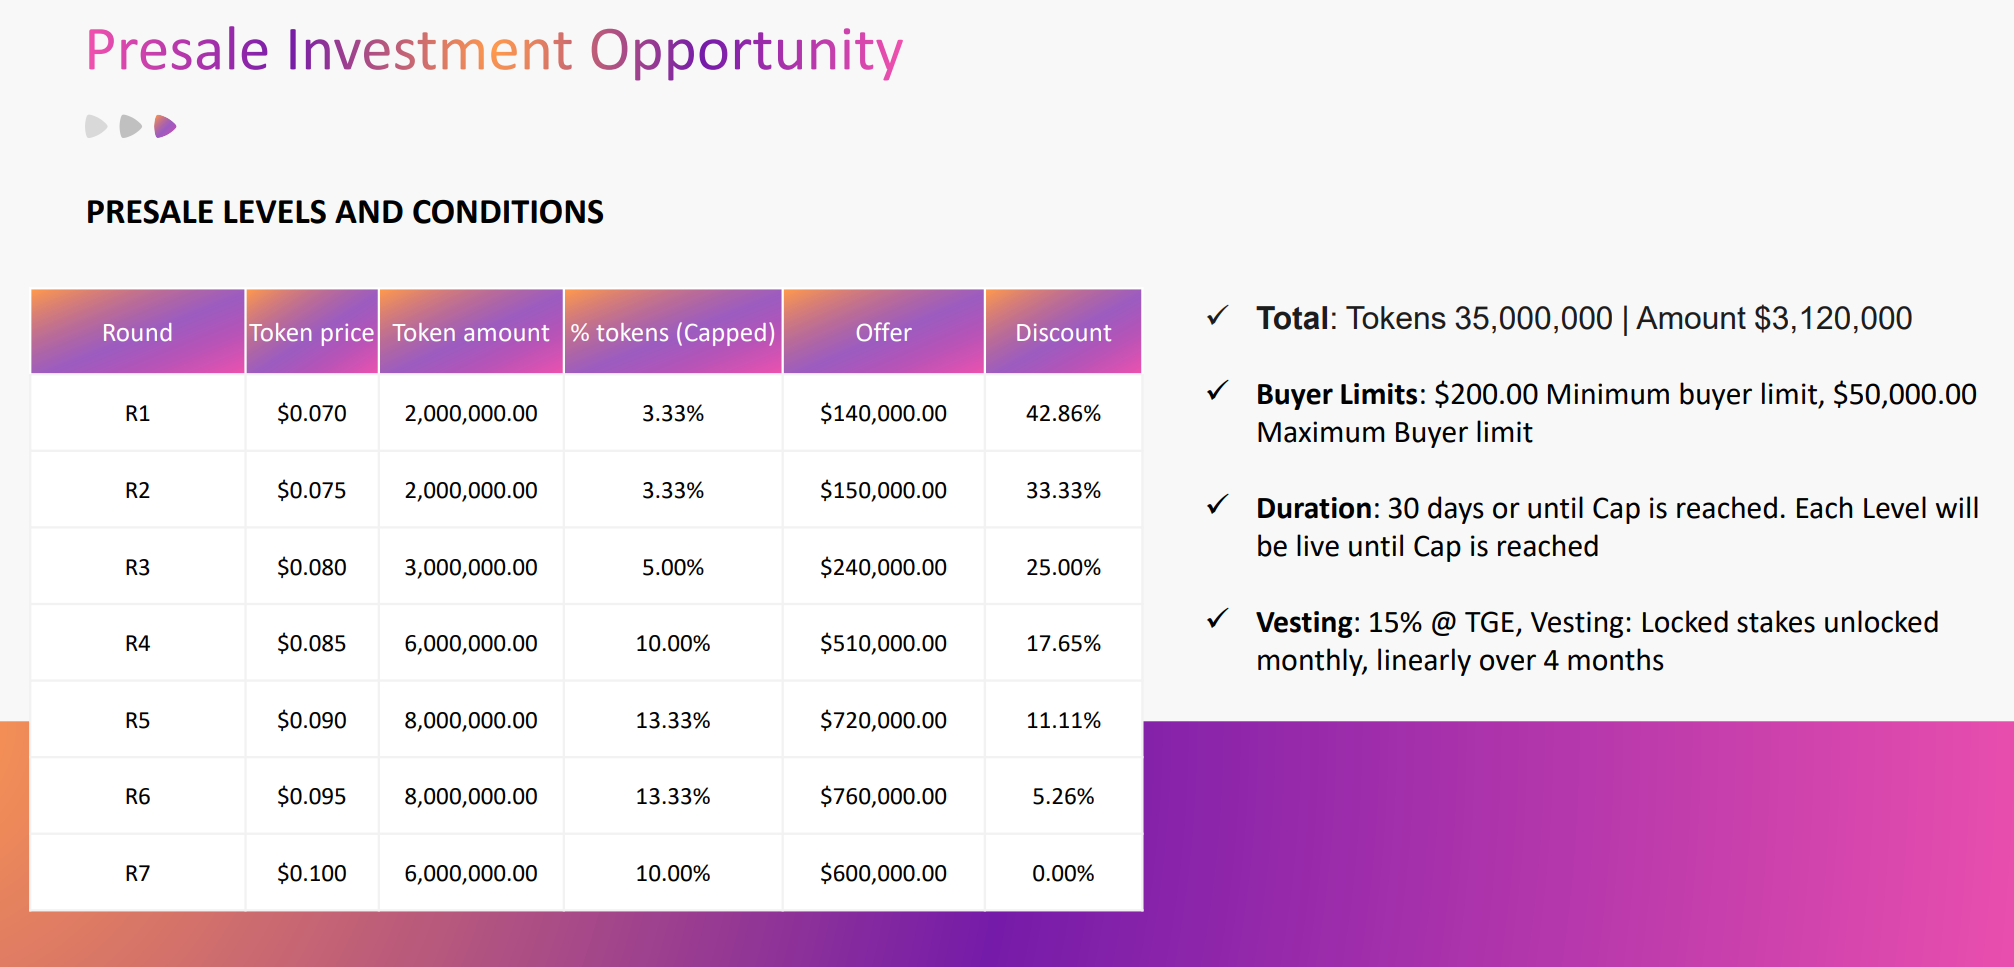 Presale Investment Opportunity
PRESALE LEVELS AND CONDITIONS
Round Token price Token amount % tokens (Capped) Offer Discount
R1 $0.070 2,000,000.00 3.33% $140,000.00 42.86%
R2 $0.075 2,000,000.00 3.33% $150,000.00 33.33%
R3 $0.080 3,000,000.00 5.00% $240,000.00 25.00%
R4 $0.085 6,000,000.00 10.00% $510,000.00 17.65%
R5 $0.090 8,000,000.00 13.33% $720,000.00 11.11%
R6 $0.095 8,000,000.00 13.33% $760,000.00 5.26%
R7 $0.100 6,000,000.00 10.00% $600,000.00 0.00%
✓ Total: Tokens 35,000,000 | Amount $3,120,000
✓ Buyer Limits: $200.00 Minimum buyer limit, $50,000.00
Maximum Buyer limit
✓ Duration: 30 days or until Cap is reached. Each Level will
be live until Cap is reached
✓ Vesting: 15% @ TGE, Vesting: Locked stakes unlocked
monthly, linearly over 4 months